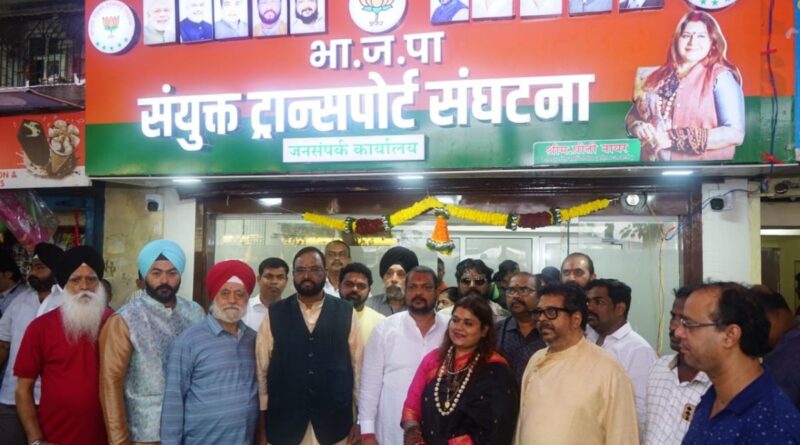 भा.ज.पा
संयुक्त ट्रान्सपोर्ट संघटना
जनसंपर्क कार्यालय